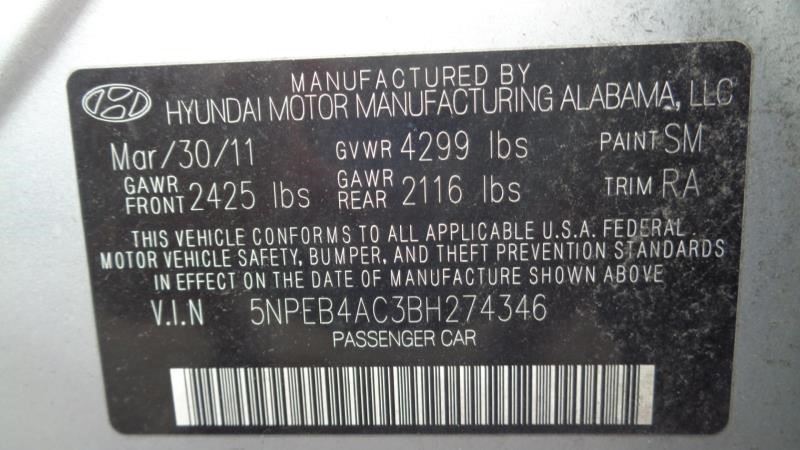 MANUFACTURED BY
HYUNDAI MOTOR MANUFACTURING ALABAMA, LLC
Mar/30/11 GVWR 4299 lbs PAINT SM
GAWR FRONT 2425 lbs GAWR REAR 2116 lbs TRIM RA
THIS VEHICLE CONFORMS TO ALL APPLICABLE U.S.A. FEDERAL
MOTOR VEHICLE SAFETY, BUMPER, AND THEFT PREVENTION STANDARDS
IN EFFECT ON THE DATE OF MANUFACTURE SHOWN ABOVE
V.I.N 5NPEB4AC3BH274346
PASSENGER CAR